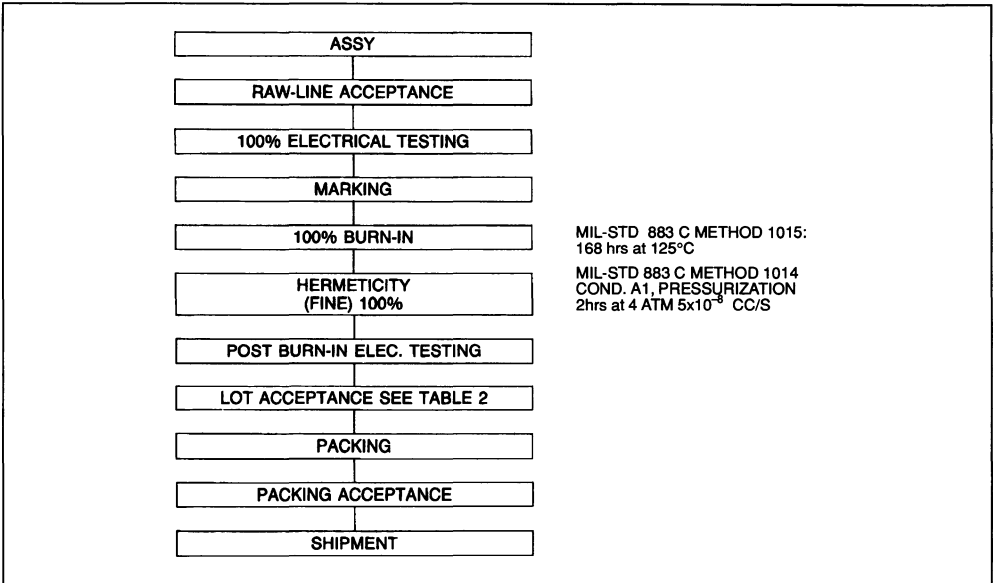 ASSY
RAW-LINE ACCEPTANCE
100% ELECTRICAL TESTING
MARKING
100% BURN-IN
MIL-STD 883 C METHOD 1015:
168 hrs at 125°C
HERMETICITY
(FINE) 100%
MIL-STD 883 C METHOD 1014
COND. A1, PRESSURIZATION
2hrs at 4 ATM 5x10⁻⁸ CC/S
POST BURN-IN ELEC. TESTING
LOT ACCEPTANCE SEE TABLE 2
PACKING
PACKING ACCEPTANCE
SHIPMENT